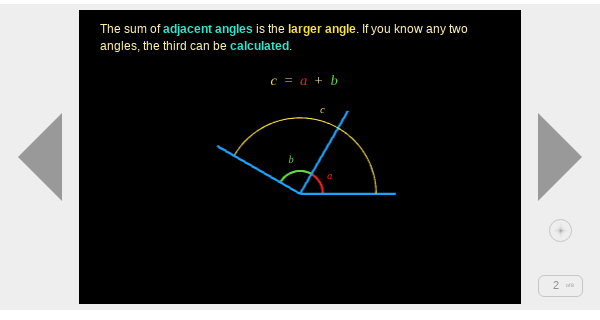 The sum of adjacent angles is the larger angle. If you know any two
angles, the third can be calculated.
c = a + b
c
b
a
2